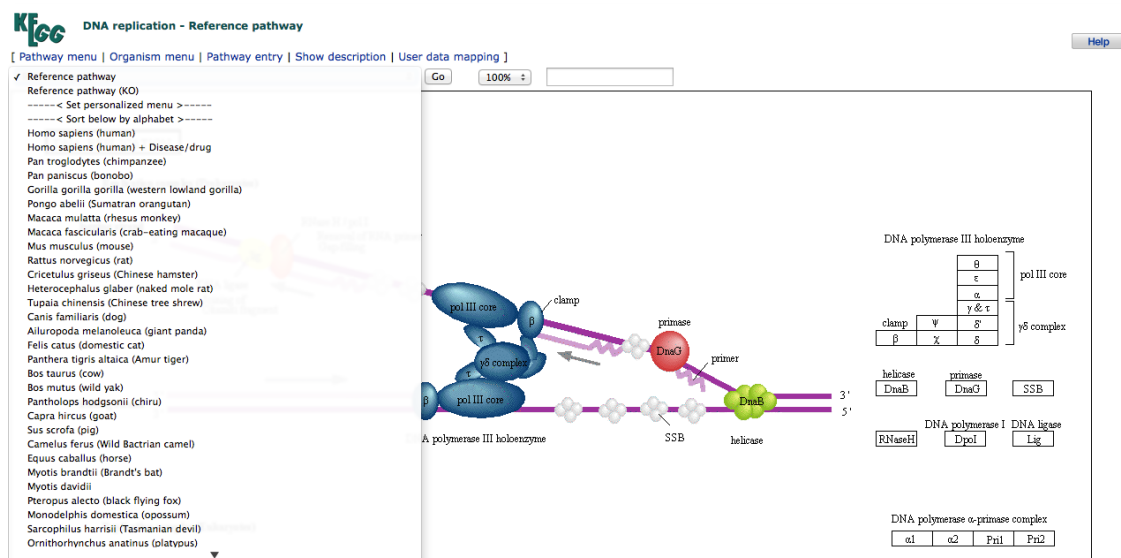 KEGG
DNA replication - Reference pathway
Help
[ Pathway menu | Organism menu | Pathway entry | Show description | User data mapping ]
✓ Reference pathway
Go
100%
Reference pathway (KO)
-----< Set personalized menu >-----
-----< Sort below by alphabet >-----
Homo sapiens (human)
Homo sapiens (human) + Disease/drug
Pan troglodytes (chimpanzee)
Pan paniscus (bonobo)
Gorilla gorilla gorilla (western lowland gorilla)
Pongo abelii (Sumatran orangutan)
Macaca mulatta (rhesus monkey)
Macaca fascicularis (crab-eating macaque)
Mus musculus (mouse)
Rattus norvegicus (rat)
Cricetulus griseus (Chinese hamster)
Heterocephalus glaber (naked mole rat)
Tupaia chinensis (Chinese tree shrew)
Canis familiaris (dog)
Ailuropoda melanoleuca (giant panda)
Felis catus (domestic cat)
Panthera tigris altaica (Amur tiger)
Bos taurus (cow)
Bos mutus (wild yak)
Pantholops hodgsonii (chiru)
Capra hircus (goat)
Sus scrofa (pig)
Camelus ferus (Wild Bactrian camel)
Equus caballus (horse)
Myotis brandtii (Brandt's bat)
Myotis davidii
Pteropus alecto (black flying fox)
Monodelphis domestica (opossum)
Sarcophilus harrisii (Tasmanian devil)
Ornithorhynchus anatinus (platypus)
pol III core
β
clamp
τ
γδ complex
τ
β
pol III core
primase
DnaG
primer
DnaB
3'
5'
SSB
helicase
polymerase III holoenzyme
DNA polymerase III holoenzyme
θ
ε
α
pol III core
γ & τ
clamp
ψ
δ'
γδ complex
β
χ
δ
helicase
primase
DnaB
DnaG
SSB
DNA polymerase I
DNA ligase
RNaseH
DpoI
Lig
DNA polymerase α-primase complex
α1
α2
Pri1
Pri2